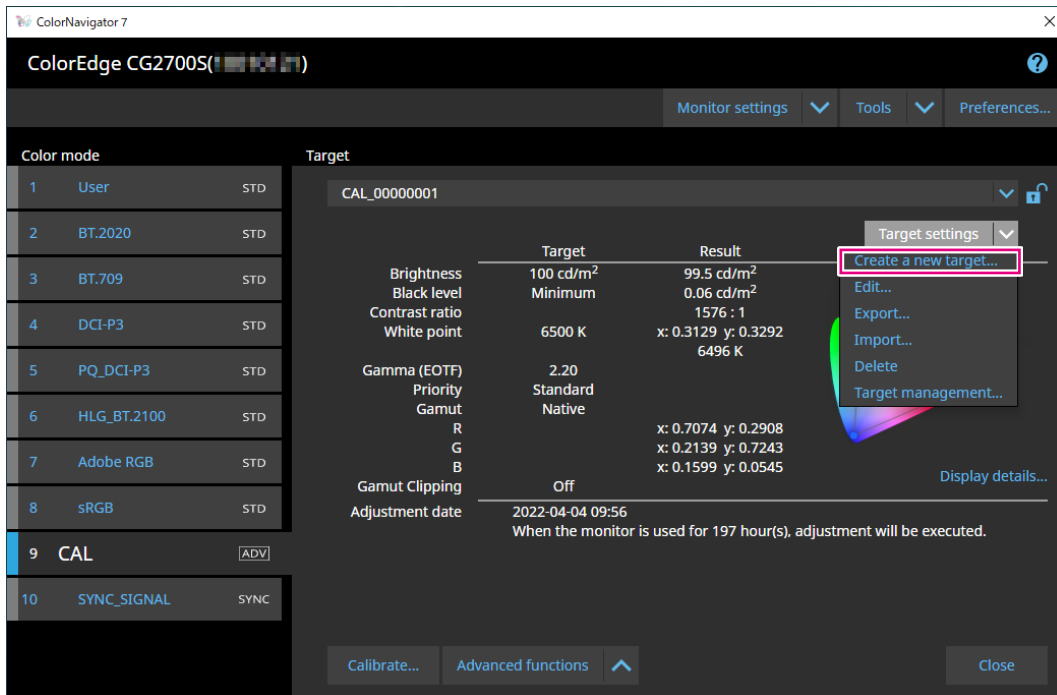 ColorNavigator 7
ColorEdge CG2700S( )
Monitor settings Tools Preferences...
Color mode
1 User STD
2 BT.2020 STD
3 BT.709 STD
4 DCI-P3 STD
5 PQ_DCI-P3 STD
6 HLG_BT.2100 STD
7 Adobe RGB STD
8 sRGB STD
9 CAL ADV
10 SYNC_SIGNAL SYNC
Target
CAL_00000001
Target settings
Create a new target...
Edit...
Export...
Import...
Delete
Target management...
Target Result
Brightness 100 cd/m² 99.5 cd/m²
Black level Minimum 0.06 cd/m²
Contrast ratio 1576 : 1
White point 6500 K x: 0.3129 y: 0.3292
6496 K
Gamma (EOTF) 2.20
Priority Standard
Gamut Native
R x: 0.7074 y: 0.2908
G x: 0.2139 y: 0.7243
B x: 0.1599 y: 0.0545
Gamut Clipping Off
Display details...
Adjustment date 2022-04-04 09:56
When the monitor is used for 197 hour(s), adjustment will be executed.
Calibrate... Advanced functions Close